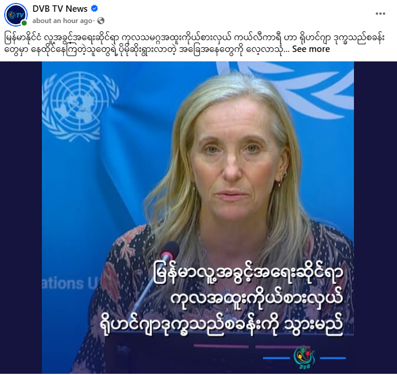 DVB TV News
about an hour ago ·
မြန်မာနိုင်ငံ လူ့အခွင့်အရေးဆိုင်ရာ ကုလသမဂ္ဂအထူးကိုယ်စားလှယ် ကယ်လီကာရီ ဟာ ရိုဟင်ဂျာ ဒုက္ခသည်စခန်း
တွေမှာ နေထိုင်နေကြတဲ့သူတွေရဲ့ ပိုမိုဆိုးရွားလာတဲ့ အခြေအနေတွေကို လေ့လာသုံ... See more
ations U
မြန်မာလူ့အခွင့်အရေးဆိုင်ရာ
ကုလအထူးကိုယ်စားလှယ်
ရိုဟင်ဂျာဒုက္ခသည်စခန်းကို သွားမည်